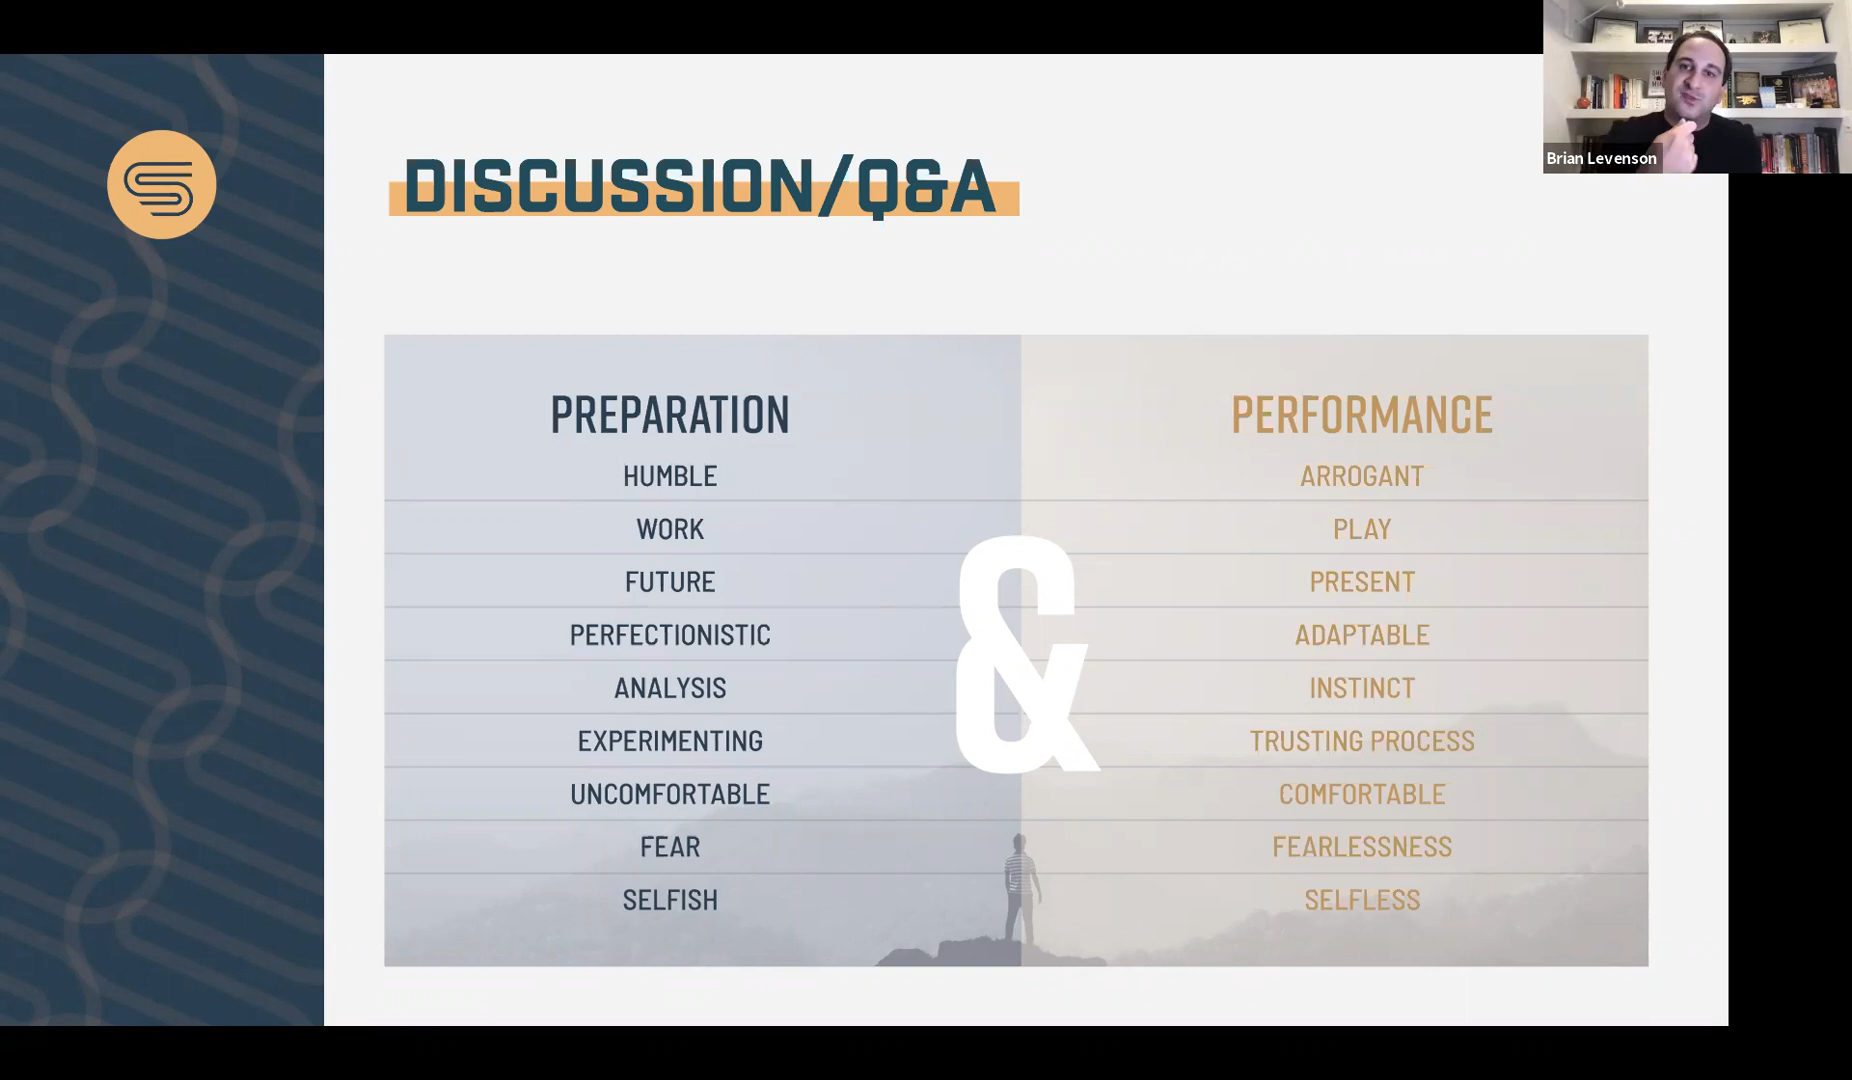 Brian Levenson
DISCUSSION/Q&A
PREPARATION
HUMBLE
WORK
FUTURE
PERFECTIONISTIC
ANALYSIS
EXPERIMENTING
UNCOMFORTABLE
FEAR
SELFISH
&
PERFORMANCE
ARROGANT
PLAY
PRESENT
ADAPTABLE
INSTINCT
TRUSTING PROCESS
COMFORTABLE
FEARLESSNESS
SELFLESS